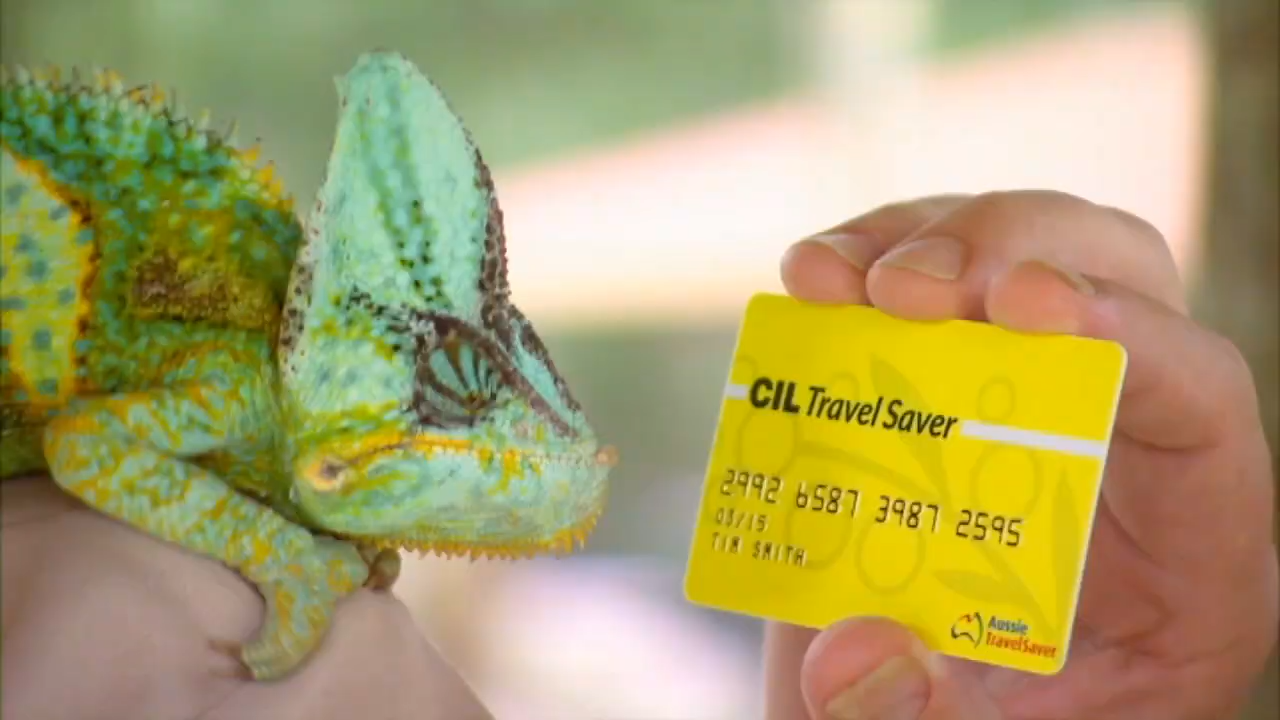 CIL Travel Saver
2992 6587 3987 2595
03/15
TIM SMITH
Aussie
TravelSaver